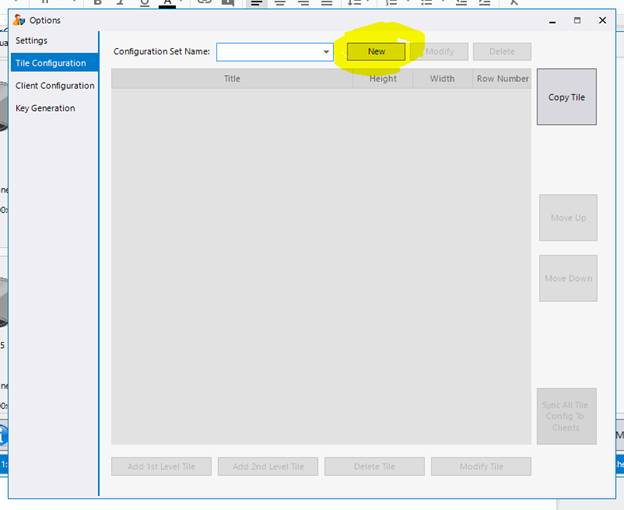 Options
Settings
Tile Configuration
Client Configuration
Key Generation
Configuration Set Name:
New
Modify
Delete
Title
Height
Width
Row Number
Copy Tile
Move Up
Move Down
Sync All Tile
Config To
Clients
Add 1st Level Tile
Add 2nd Level Tile
Delete Tile
Modify Tile